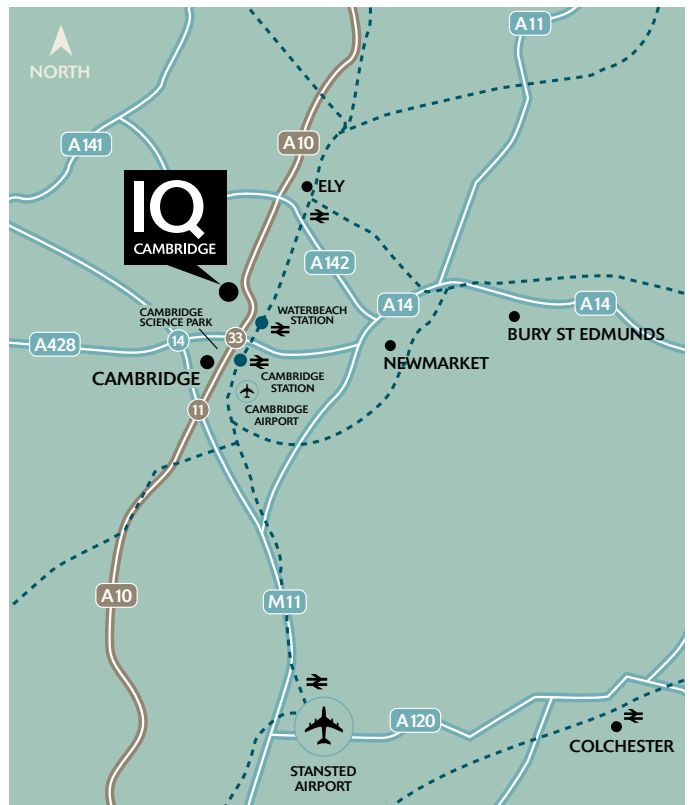 A11
NORTH
A10
A141
ELY
IQ
CAMBRIDGE
A142
CAMBRIDGE
SCIENCE PARK
WATERBEACH
STATION
A14
A14
BURY ST EDMUNDS
33
14
A428
NEWMARKET
CAMBRIDGE
CAMBRIDGE
STATION
11
CAMBRIDGE
AIRPORT
A10
M11
A120
COLCHESTER
STANSTED
AIRPORT